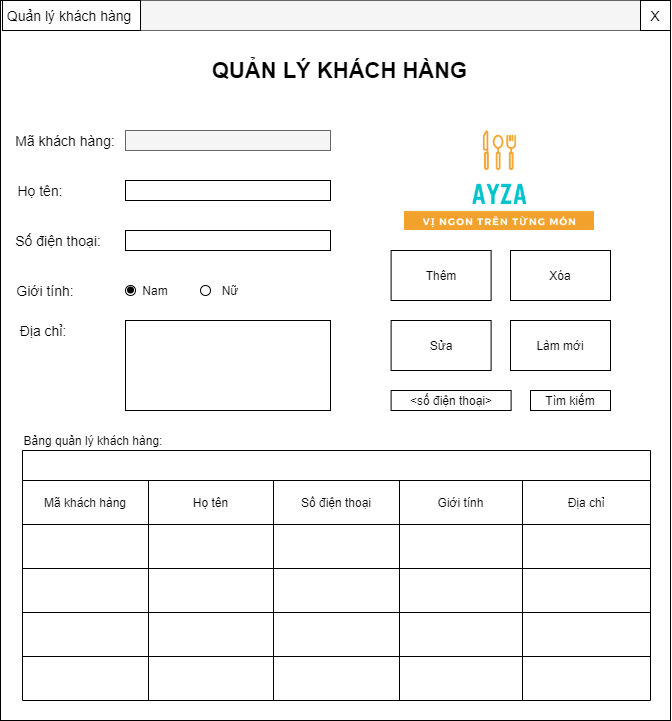 Quản lý khách hàng
X
QUẢN LÝ KHÁCH HÀNG
Mã khách hàng:
Họ tên:
Số điện thoại:
Giới tính:
Nam
Nữ
Địa chỉ:
AYZA
VỊ NGON TRÊN TỪNG MÓN
Thêm
Xóa
Sửa
Làm mới
<số điện thoại>
Tìm kiếm
Bảng quản lý khách hàng:
Mã khách hàng
Họ tên
Số điện thoại
Giới tính
Địa chỉ